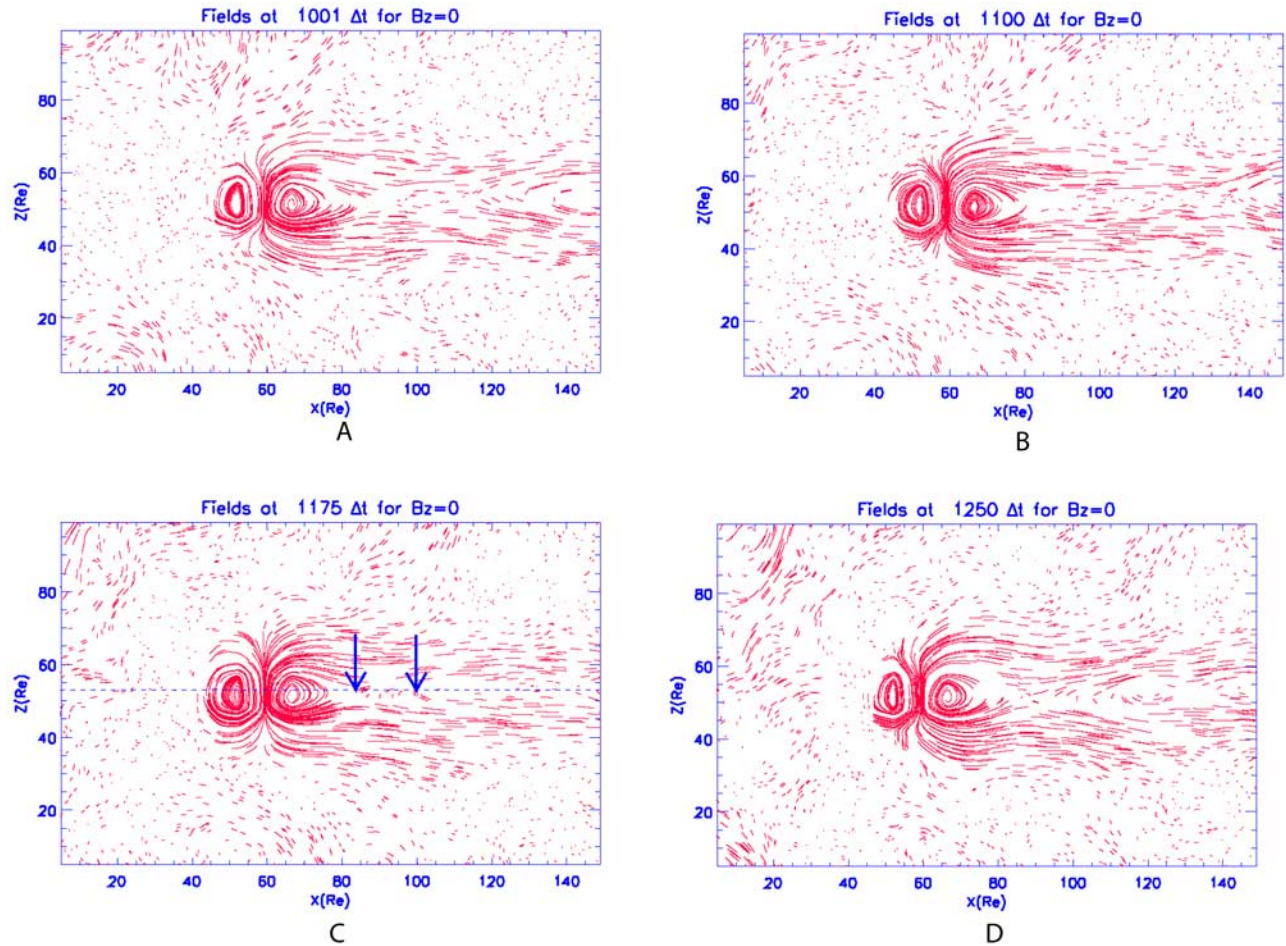 Fields at 1001 Δt for Bz=0
Z(Re)
80
60
40
20
20 40 60 80 100 120 140
X(Re)
A
Fields at 1100 Δt for Bz=0
Z(Re)
80
60
40
20
20 40 60 80 100 120 140
X(Re)
B
Fields at 1175 Δt for Bz=0
Z(Re)
80
60
40
20
20 40 60 80 100 120 140
X(Re)
C
Fields at 1250 Δt for Bz=0
Z(Re)
80
60
40
20
20 40 60 80 100 120 140
X(Re)
D